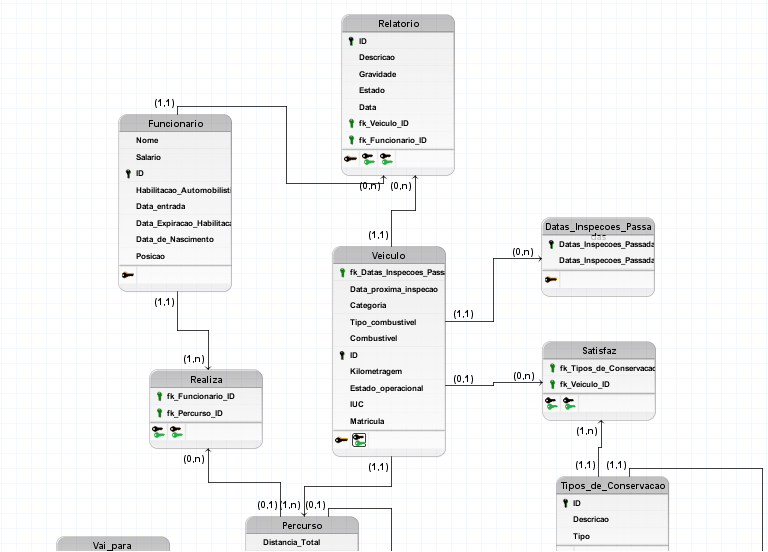 Relatorio
ID
Descricao
Gravidade
Estado
Data
fk_Veiculo_ID
fk_Funcionario_ID
(1,1)
Funcionario
Nome
Salario
ID
Habilitacao_Automobilisti
Data_entrada
Data_Expiracao_Habilitac
Data_de_Nascimento
Posicao
(0,n) (0,n)
(1,1)
Veiculo
fk_Datas_Inspecoes_Pass
Data_proxima_inspecao
Categoria
Tipo_combustivel
Combustivel
ID
Kilometragem
Estado_operacional
IUC
Matricula
(0,n)
Datas_Inspecoes_Passa
das
Datas_Inspecoes_Passada
Datas_Inspecoes_Passada
(1,1)
(0,1)
(0,n)
Satisfaz
fk_Tipos_de_Conservacao
fk_Veiculo_ID
(1,1)
(1,n)
Realiza
fk_Funcionario_ID
fk_Percurso_ID
(0,n)
(1,1)
(1,n)
(1,1) (1,1)
Tipos_de_Conservacao
ID
Descricao
Tipo
(0,1) (1,n) (0,1)
Percurso
Distancia_Total
Vai_para